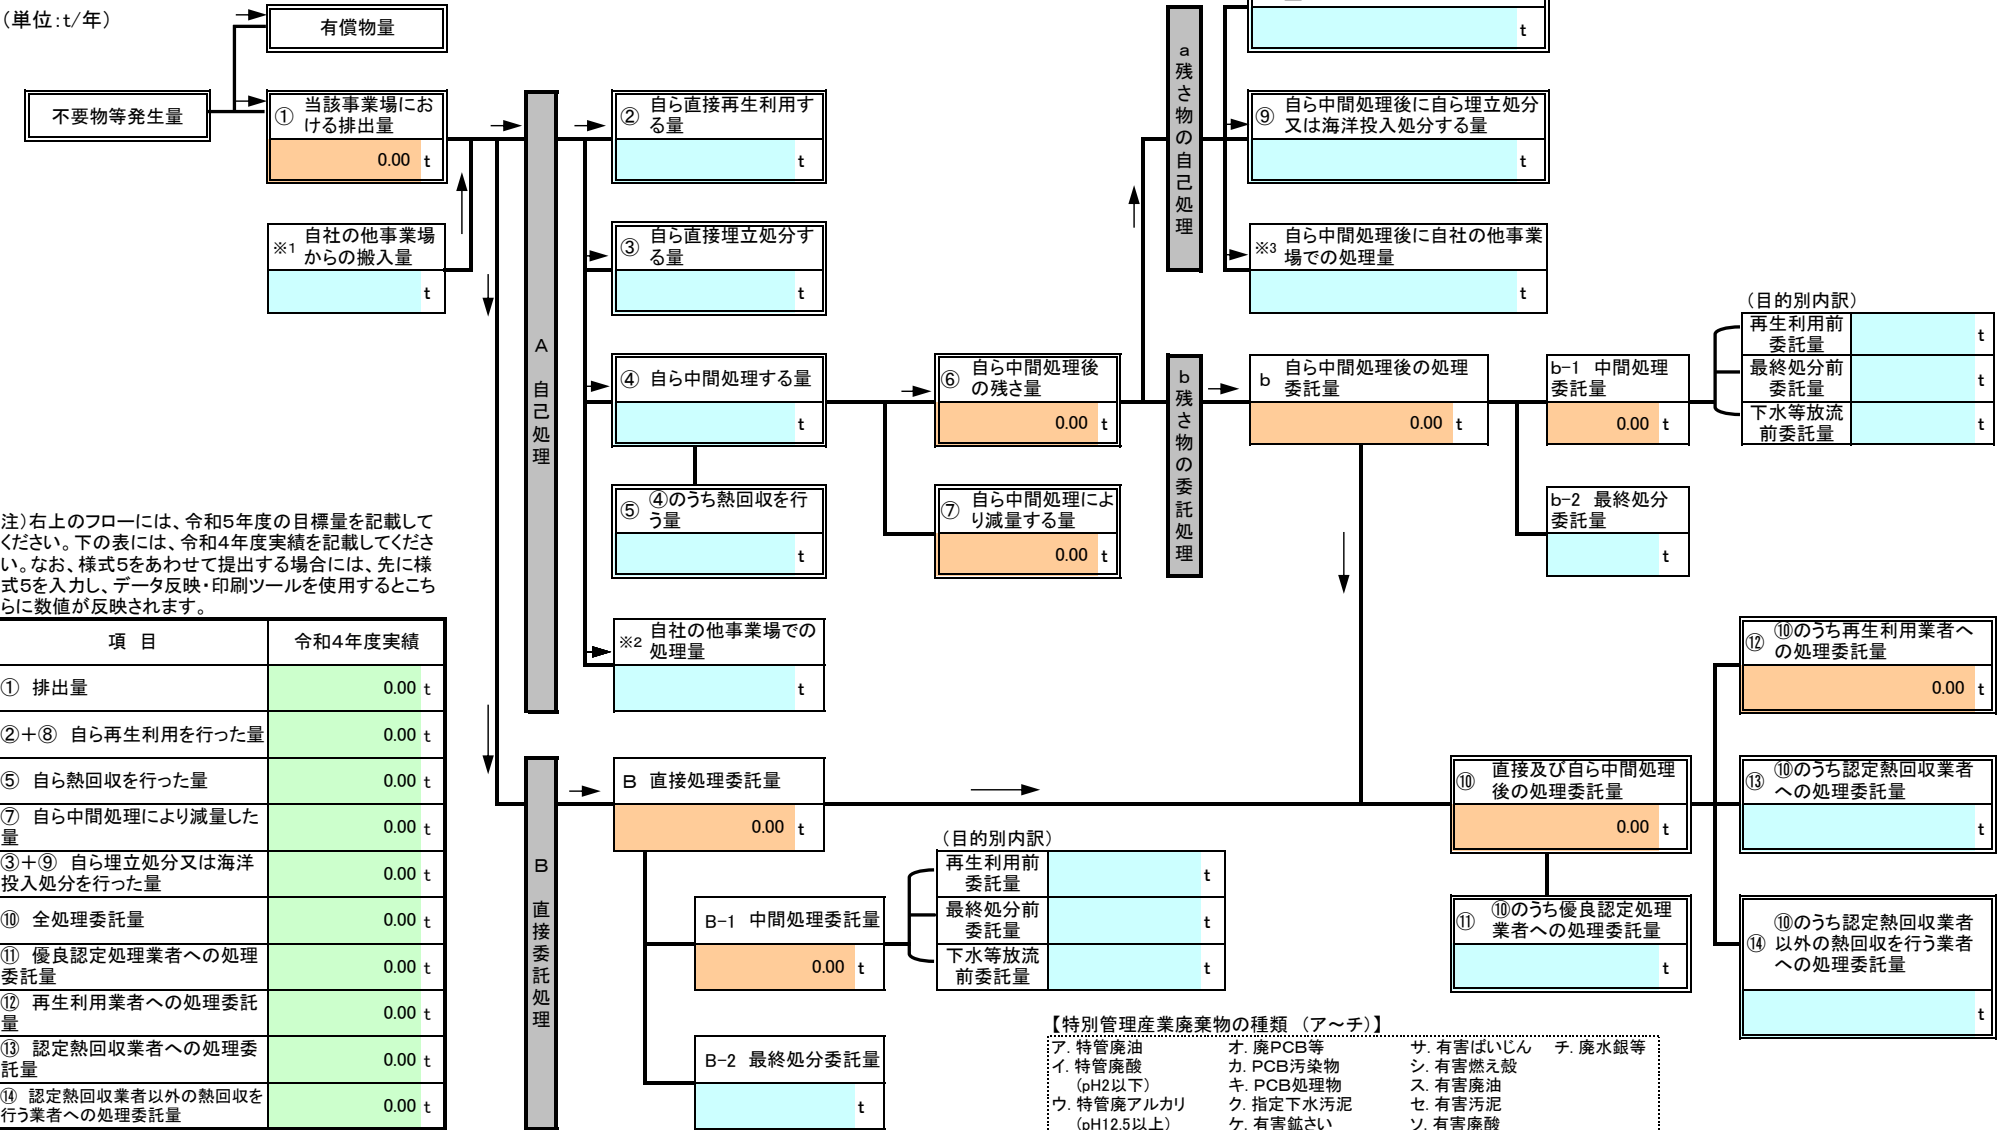 （単位：t/年）
有償物量
不要物等発生量
① 当該事業場にお
ける排出量
0.00 t
※1 自社の他事業場
からの搬入量
t
A 自己処理
② 自ら直接再生利用す
る量
t
③ 自ら直接埋立処分す
る量
t
④ 自ら中間処理する量
t
⑤ ④のうち熱回収を行
う量
t
※2 自社の他事業場での
処理量
t
⑥ 自ら中間処理後
の残さ量
0.00 t
⑦ 自ら中間処理によ
り減量する量
0.00 t
a 残さ物の自己処理
t
⑨ 自ら中間処理後に自ら埋立処分
又は海洋投入処分する量
t
※3 自ら中間処理後に自社の他事業
場での処理量
t
b 残さ物の委託処理
b 自ら中間処理後の処理
委託量
0.00 t
b-1 中間処理
委託量
0.00 t
（目的別内訳）
再生利用前
委託量
t
最終処分前
委託量
t
下水等放流
前委託量
t
b-2 最終処分
委託量
t
注）右上のフローには、令和５年度の目標量を記載して
ください。下の表には、令和４年度実績を記載してくださ
い。なお、様式５をあわせて提出する場合には、先に様
式５を入力し、データ反映・印刷ツールを使用するとこち
らに数値が反映されます。
項 目 令和４年度実績
① 排出量 0.00 t
②＋⑧ 自ら再生利用を行った量 0.00 t
⑤ 自ら熱回収を行った量 0.00 t
⑦ 自ら中間処理により減量した
量 0.00 t
③＋⑨ 自ら埋立処分又は海洋
投入処分を行った量 0.00 t
⑩ 全処理委託量 0.00 t
⑪ 優良認定処理業者への処理
委託量 0.00 t
⑫ 再生利用業者への処理委託
量 0.00 t
⑬ 認定熱回収業者への処理委
託量 0.00 t
⑭ 認定熱回収業者以外の熱回収を
行う業者への処理委託量 0.00 t
B 直接委託処理
B 直接処理委託量
0.00 t
B-1 中間処理委託量
0.00 t
（目的別内訳）
再生利用前
委託量
t
最終処分前
委託量
t
下水等放流
前委託量
t
B-2 最終処分委託量
t
⑩ 直接及び自ら中間処理
後の処理委託量
0.00 t
⑪ ⑩のうち優良認定処理
業者への処理委託量
t
⑫ ⑩のうち再生利用業者へ
の処理委託量
0.00 t
⑬ ⑩のうち認定熱回収業者
への処理委託量
t
⑭ ⑩のうち認定熱回収業者
以外の熱回収を行う業者
への処理委託量
t
【特別管理産業廃棄物の種類 （ア～チ）】
ア. 特管廃油 オ. 廃PCB等 サ. 有害ばいじん チ. 廃水銀等
イ. 特管廃酸 カ. PCB汚染物 シ. 有害燃え殻
（pH2以下） キ. PCB処理物 ス. 有害廃油
ウ. 特管廃アルカリ ク. 指定下水汚泥 セ. 有害汚泥
（pH12.5以上） ケ. 有害鉱さい ソ. 有害廃酸